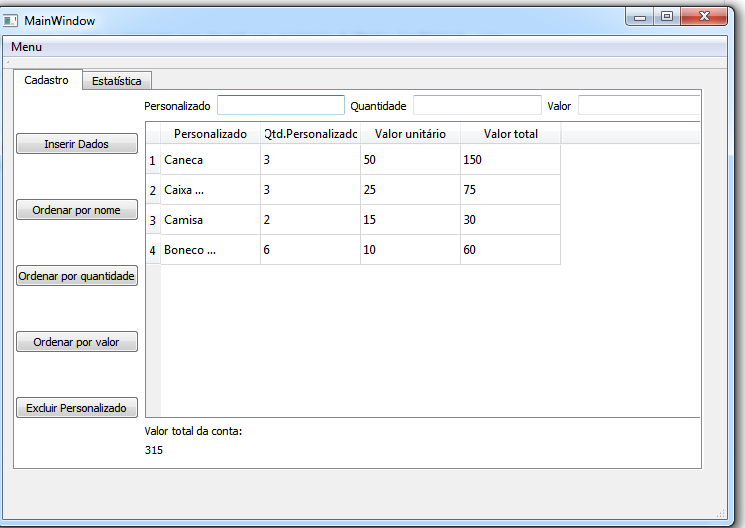 MainWindow
Menu
Cadastro Estatística
Personalizado Quantidade Valor
Inserir Dados
Ordenar por nome
Ordenar por quantidade
Ordenar por valor
Excluir Personalizado
Personalizado Qtd.Personalizado Valor unitário Valor total
1 Caneca 3 50 150
2 Caixa ... 3 25 75
3 Camisa 2 15 30
4 Boneco ... 6 10 60
Valor total da conta:
315